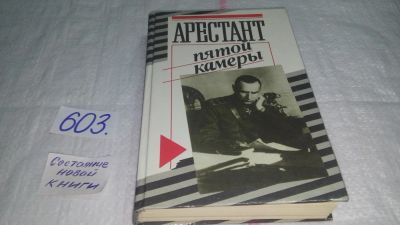 АРЕСТАНТ
пятой
камеры
603.
Состояние
новой
книги